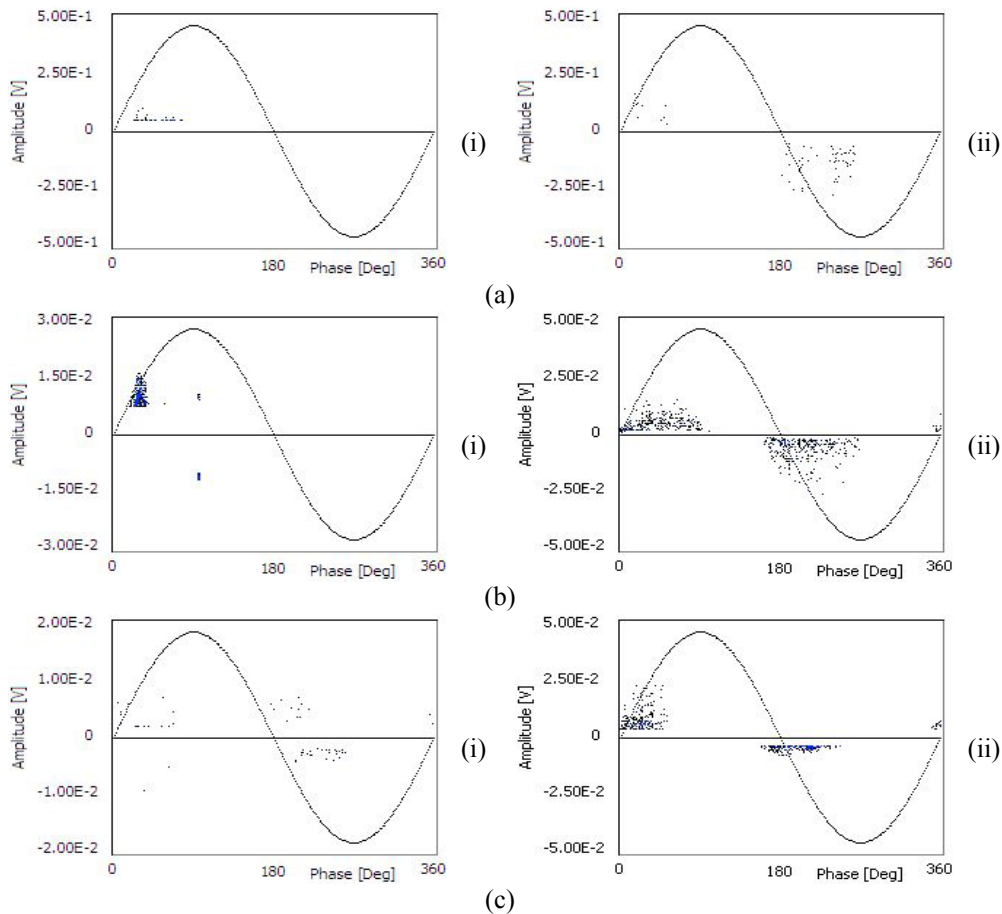 5.00E-1
2.50E-1
0
-2.50E-1
-5.00E-1
Amplitude [V]
0
180
Phase [Deg]
360
(i)
5.00E-1
2.50E-1
0
-2.50E-1
-5.00E-1
Amplitude [V]
0
180
Phase [Deg]
360
(ii)
(a)
3.00E-2
1.50E-2
0
-1.50E-2
-3.00E-2
Amplitude [V]
0
180
Phase [Deg]
360
(i)
5.00E-2
2.50E-2
0
-2.50E-2
-5.00E-2
Amplitude [V]
0
180
Phase [Deg]
360
(ii)
(b)
2.00E-2
1.00E-2
0
-1.00E-2
-2.00E-2
Amplitude [V]
0
180
Phase [Deg]
360
(i)
5.00E-2
2.50E-2
0
-2.50E-2
-5.00E-2
Amplitude [V]
0
180
Phase [Deg]
360
(ii)
(c)